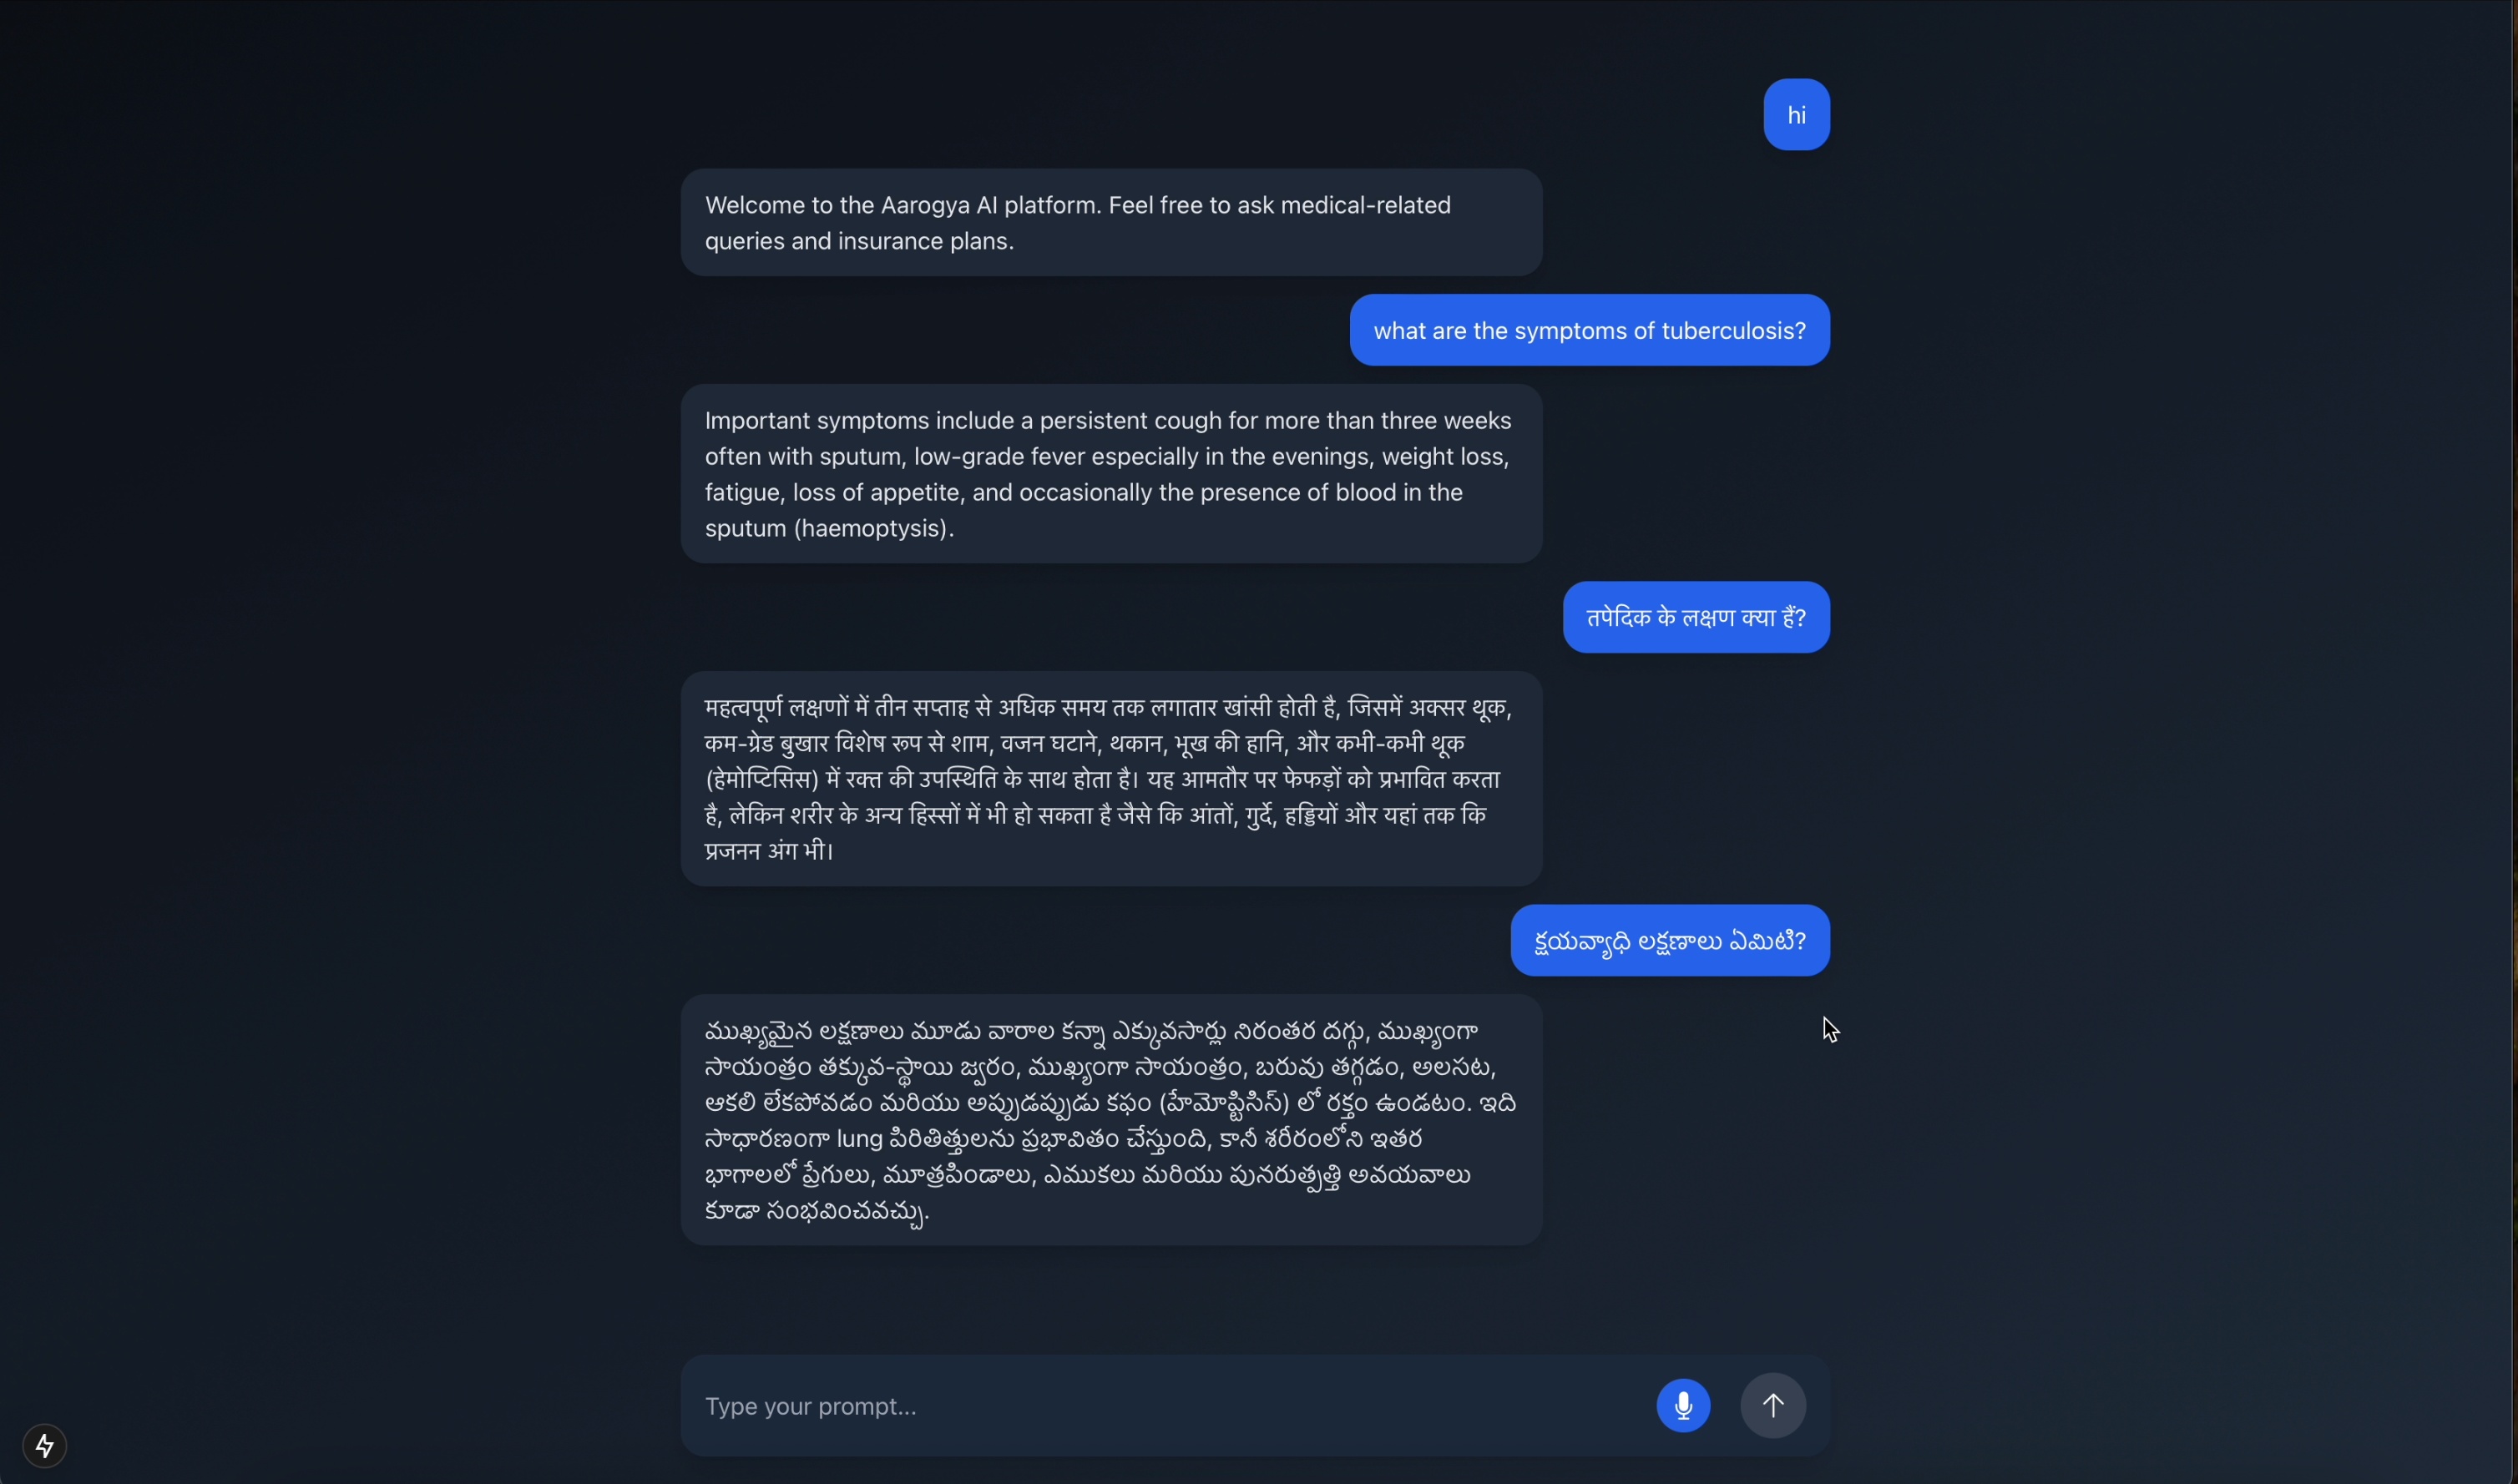 hi
Welcome to the Aarogya AI platform. Feel free to ask medical-related
queries and insurance plans.
what are the symptoms of tuberculosis?
Important symptoms include a persistent cough for more than three weeks
often with sputum, low-grade fever especially in the evenings, weight loss,
fatigue, loss of appetite, and occasionally the presence of blood in the
sputum (haemoptysis).
तपेदिक के लक्षण क्या हैं?
महत्वपूर्ण लक्षणों में तीन सप्ताह से अधिक समय तक लगातार खांसी होती है, जिसमें अक्सर थूक,
कम-ग्रेड बुखार विशेष रूप से शाम, वजन घटाने, थकान, भूख की हानि, और कभी-कभी थूक
(हेमोप्टिसिस) में रक्त की उपस्थिति के साथ होता है। यह आमतौर पर फेफड़ों को प्रभावित करता
है, लेकिन शरीर के अन्य हिस्सों में भी हो सकता है जैसे कि आंतों, गुर्दे, हड्डियों और यहां तक कि
प्रजनन अंग भी।
క్షయవ్యాధి లక్షణాలు ఏమిటి?
ముఖ్యమైన లక్షణాలు మూడు వారాల కన్నా ఎక్కువసార్లు నిరంతర దగ్గు, ముఖ్యంగా
సాయంత్రం తక్కువ-స్థాయి జ్వరం, ముఖ్యంగా సాయంత్రం, బరువు తగ్గడం, అలసట,
ఆకలి లేకపోవడం మరియు అప్పుడప్పుడు కఫం (హేమోప్టిసిస్) లో రక్తం ఉండటం. ఇది
సాధారణంగా lung పిరితిత్తులను ప్రభావితం చేస్తుంది, కానీ శరీరంలోని ఇతర
భాగాలలో ప్రేగులు, మూత్రపిండాలు, ఎముకలు మరియు పునరుత్పత్తి అవయవాలు
కూడా సంభవించవచ్చు.
Type your prompt...